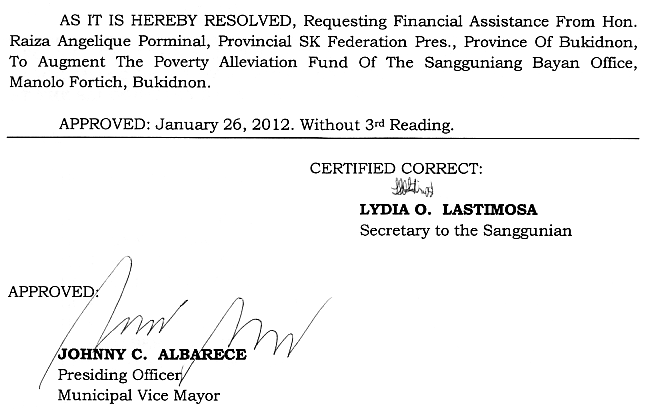 AS IT IS HEREBY RESOLVED, Requesting Financial Assistance From Hon.
Raiza Angelique Porminal, Provincial SK Federation Pres., Province Of Bukidnon,
To Augment The Poverty Alleviation Fund Of The Sangguniang Bayan Office,
Manolo Fortich, Bukidnon.
APPROVED: January 26, 2012. Without 3rd Reading.
CERTIFIED CORRECT:
LYDIA O. LASTIMOSA
Secretary to the Sanggunian
APPROVED:
JOHNNY C. ALBARECE
Presiding Officer
Municipal Vice Mayor